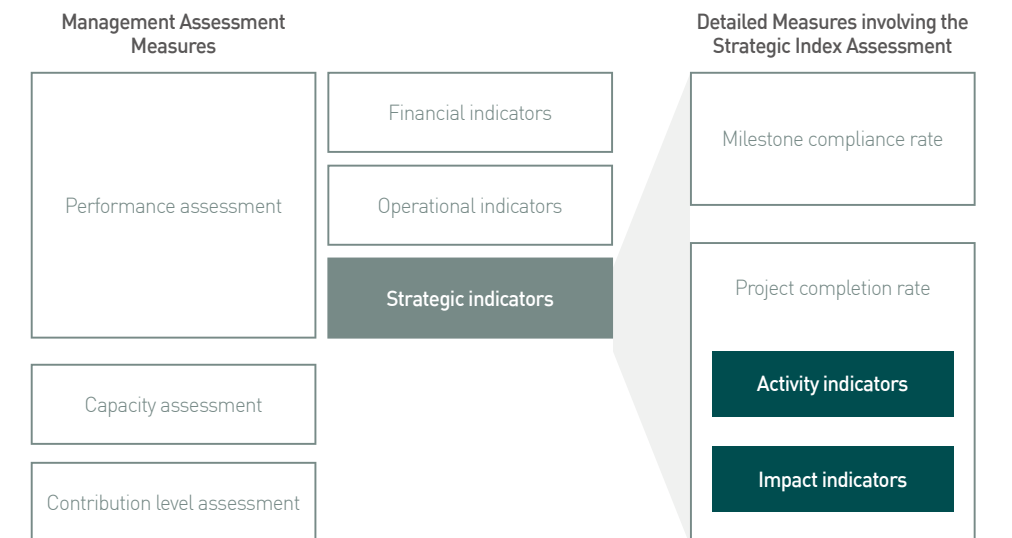 Management Assessment
Measures
Performance assessment
Financial indicators
Operational indicators
Strategic indicators
Capacity assessment
Contribution level assessment
Detailed Measures involving the
Strategic Index Assessment
Milestone compliance rate
Project completion rate
Activity indicators
Impact indicators